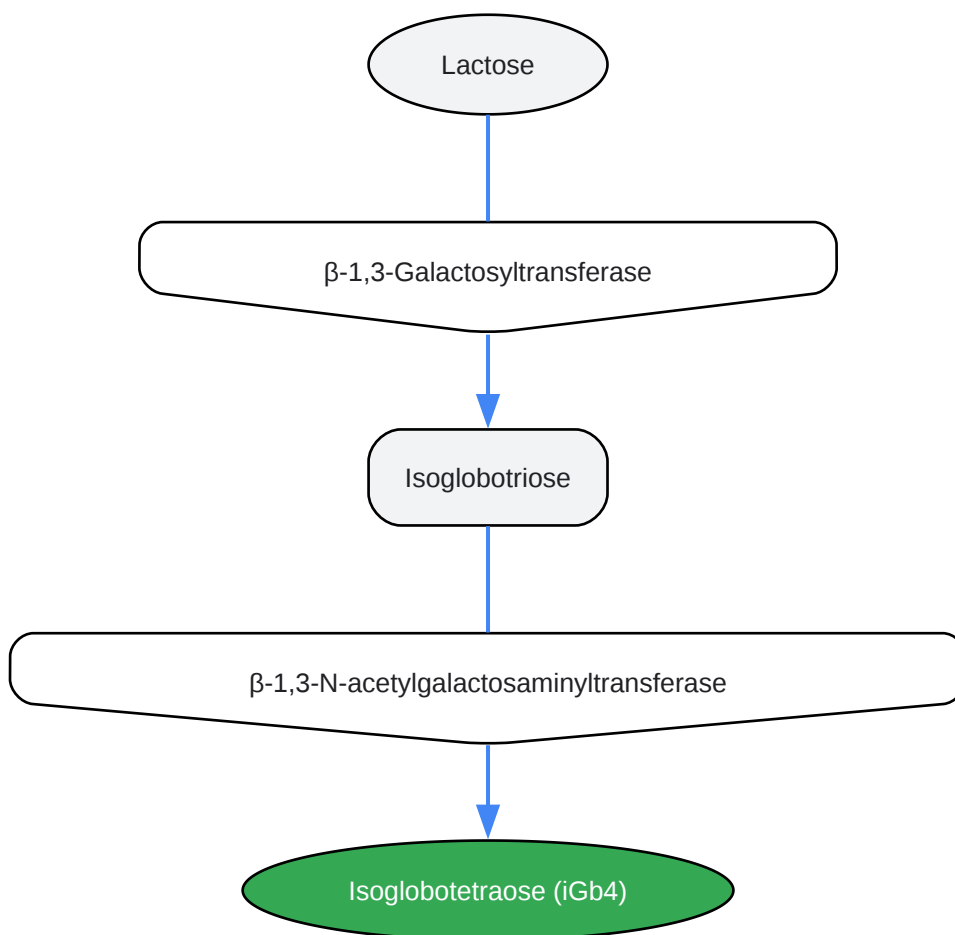 Lactose
β-1,3-Galactosyltransferase
Isoglobotriose
β-1,3-N-acetylgalactosaminyltransferase
Isoglobotetraose (iGb4)